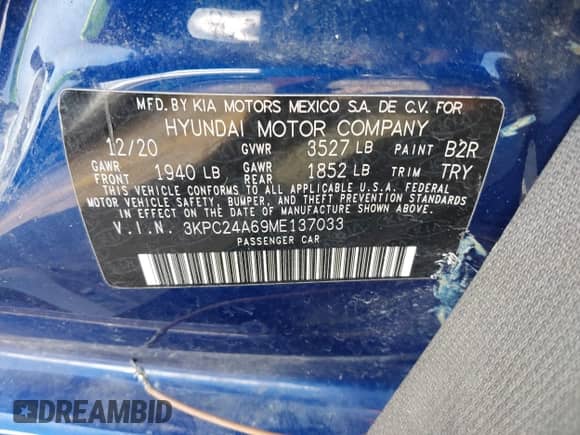 MFD. BY KIA MOTORS MEXICO S.A. DE C.V. FOR
HYUNDAI MOTOR COMPANY
12/20 GVWR 3527 LB PAINT B2R
GAWR FRONT 1940 LB GAWR REAR 1852 LB TRIM TRY
THIS VEHICLE CONFORMS TO ALL APPLICABLE U.S.A. FEDERAL
MOTOR VEHICLE SAFETY, BUMPER, AND THEFT PREVENTION STANDARDS
IN EFFECT ON THE DATE OF MANUFACTURE SHOWN ABOVE.
V.I.N. 3KPC24A69ME137033
PASSENGER CAR
DREAMBID